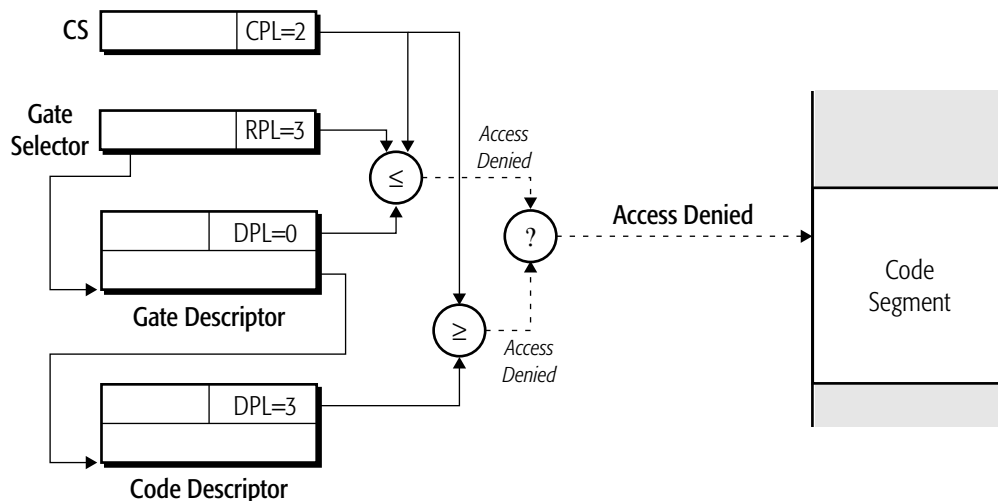 CS
CPL=2
Gate
Selector
RPL=3
Access
Denied
≤
DPL=0
?
Access Denied
Code
Segment
Gate Descriptor
≥
Access
Denied
DPL=3
Code Descriptor